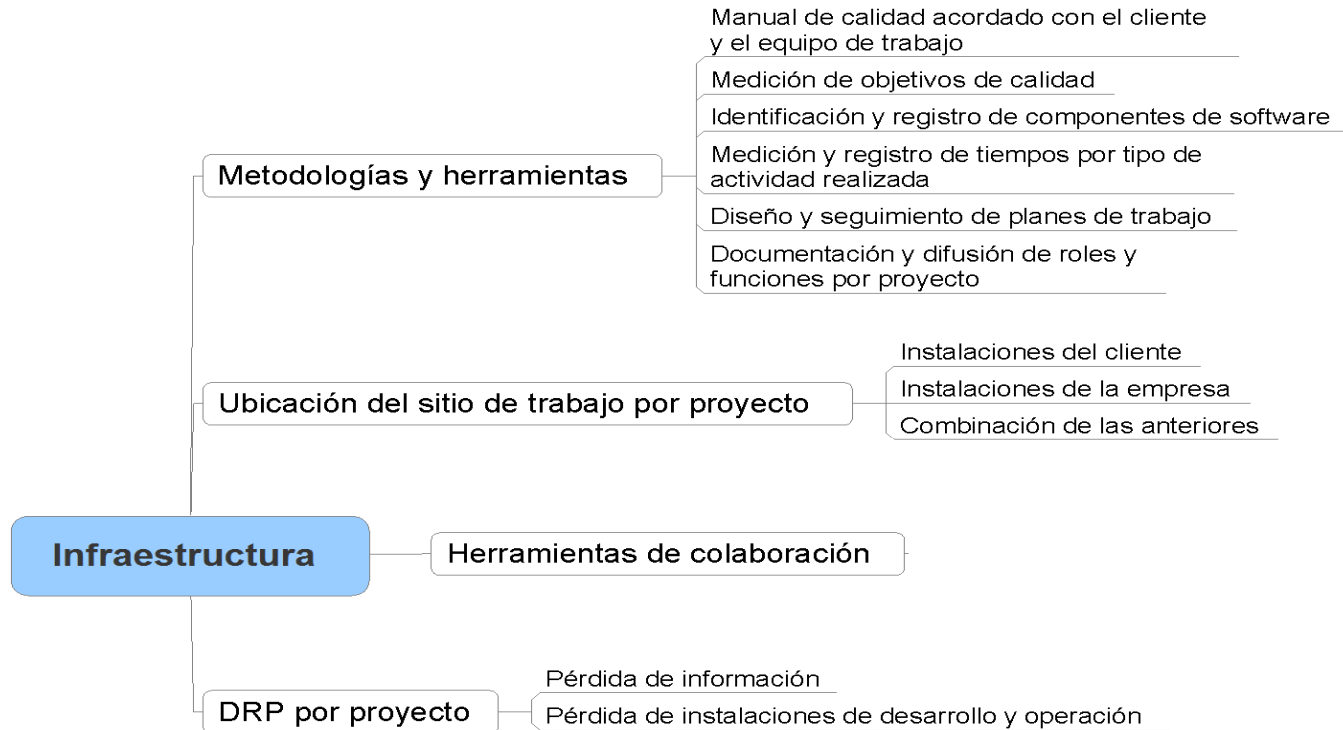 Manual de calidad acordado con el cliente
y el equipo de trabajo
Medición de objetivos de calidad
Identificación y registro de componentes de software
Medición y registro de tiempos por tipo de
actividad realizada
Diseño y seguimiento de planes de trabajo
Documentación y difusión de roles y
funciones por proyecto
Metodologías y herramientas
Instalaciones del cliente
Instalaciones de la empresa
Combinación de las anteriores
Ubicación del sitio de trabajo por proyecto
Infraestructura
Herramientas de colaboración
Pérdida de información
Pérdida de instalaciones de desarrollo y operación
DRP por proyecto